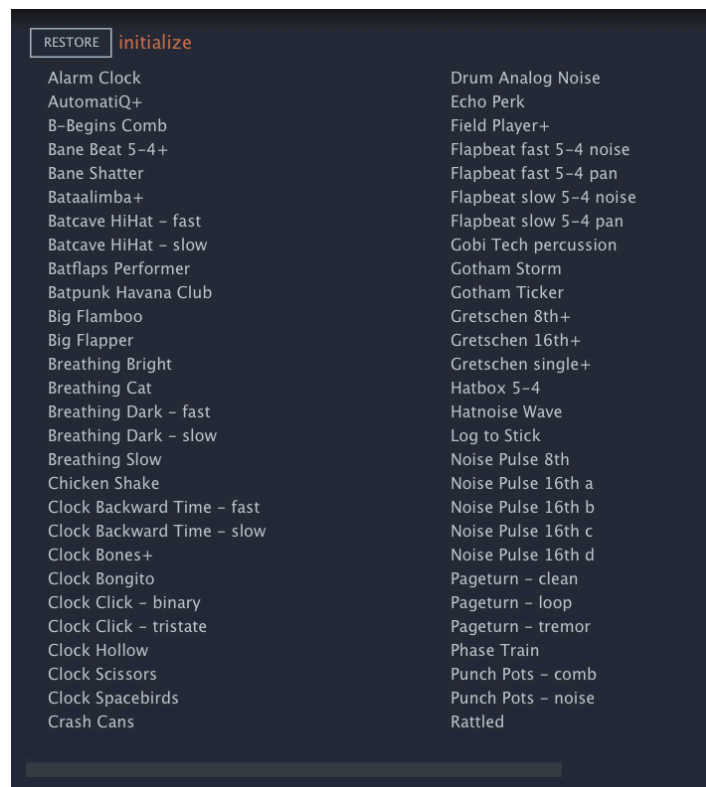 RESTORE initialize
Alarm Clock
AutomatiQ+
B-Begins Comb
Bane Beat 5-4+
Bane Shatter
Bataalimba+
Batcave HiHat - fast
Batcave HiHat - slow
Batflaps Performer
Batpunk Havana Club
Big Flamboo
Big Flapper
Breathing Bright
Breathing Cat
Breathing Dark - fast
Breathing Dark - slow
Breathing Slow
Chicken Shake
Clock Backward Time - fast
Clock Backward Time - slow
Clock Bones+
Clock Bongito
Clock Click - binary
Clock Click - tristate
Clock Hollow
Clock Scissors
Clock Spacebirds
Crash Cans
Drum Analog Noise
Echo Perk
Field Player+
Flapbeat fast 5-4 noise
Flapbeat fast 5-4 pan
Flapbeat slow 5-4 noise
Flapbeat slow 5-4 pan
Gobi Tech percussion
Gotham Storm
Gotham Ticker
Gretschen 8th+
Gretschen 16th+
Gretschen single+
Hatbox 5-4
Hatnoise Wave
Log to Stick
Noise Pulse 8th
Noise Pulse 16th a
Noise Pulse 16th b
Noise Pulse 16th c
Noise Pulse 16th d
Pageturn - clean
Pageturn - loop
Pageturn - tremor
Phase Train
Punch Pots - comb
Punch Pots - noise
Rattled